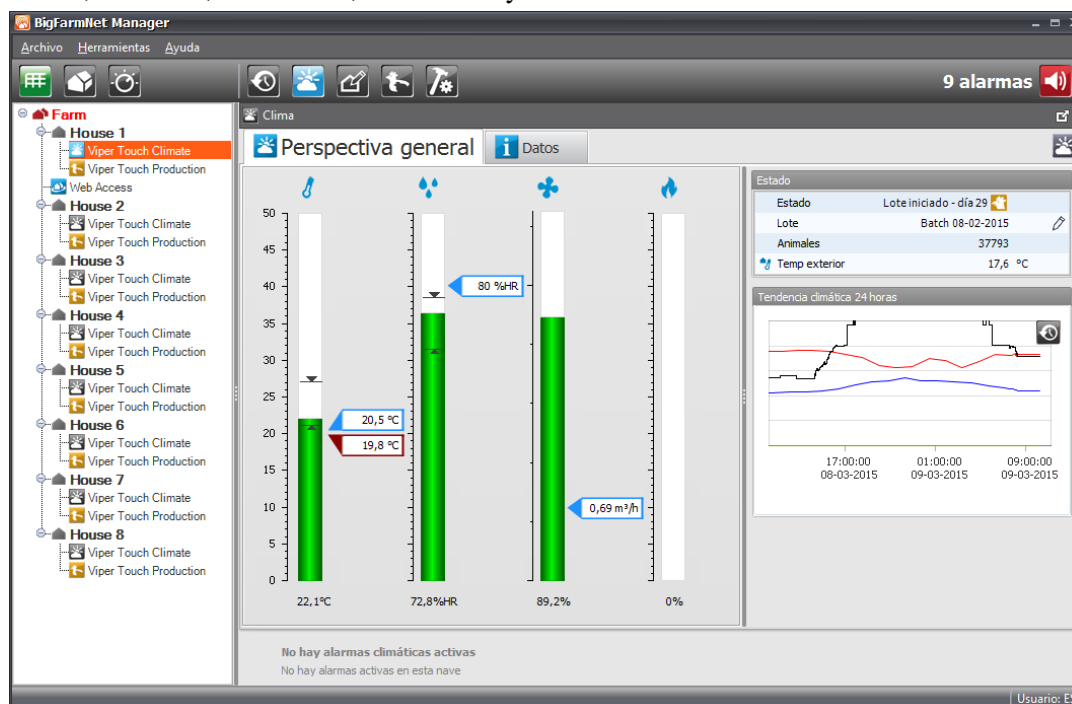 BigFarmNet Manager
Archivo Herramientas Ayuda
9 alarmas
Farm
House 1
Viper Touch Climate
Viper Touch Production
Web Access
House 2
Viper Touch Climate
Viper Touch Production
House 3
Viper Touch Climate
Viper Touch Production
House 4
Viper Touch Climate
Viper Touch Production
House 5
Viper Touch Climate
Viper Touch Production
House 6
Viper Touch Climate
Viper Touch Production
House 7
Viper Touch Climate
Viper Touch Production
House 8
Viper Touch Climate
Viper Touch Production
Clima
Perspectiva general
Datos
50
45
40
35
30
25
20
15
10
5
0
80 %HR
20,5 ºC
19,8 ºC
0,69 m³/h
22,1ºC 72,8%HR 89,2% 0%
Estado
Estado Lote iniciado - día 29
Lote Batch 08-02-2015
Animales 37793
Temp exterior 17,6 ºC
Tendencia climática 24 horas
17:00:00 01:00:00 09:00:00
08-03-2015 09-03-2015 09-03-2015
No hay alarmas climáticas activas
No hay alarmas activas en esta nave
Usuario: